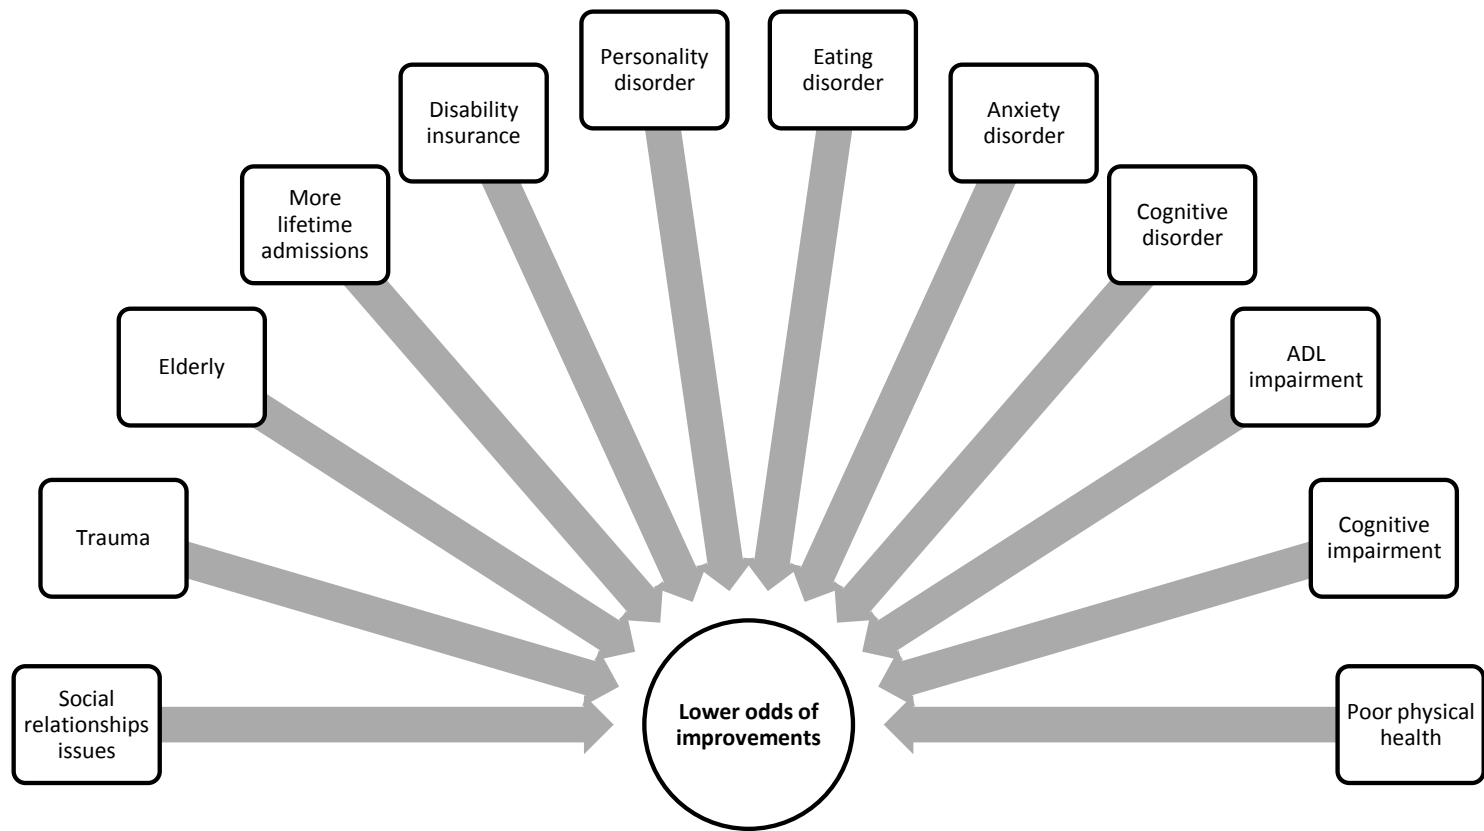 Social
relationships
issues
Trauma
Elderly
More
lifetime
admissions
Disability
insurance
Personality
disorder
Eating
disorder
Anxiety
disorder
Cognitive
disorder
ADL
impairment
Cognitive
impairment
Poor physical
health
Lower odds of
improvements